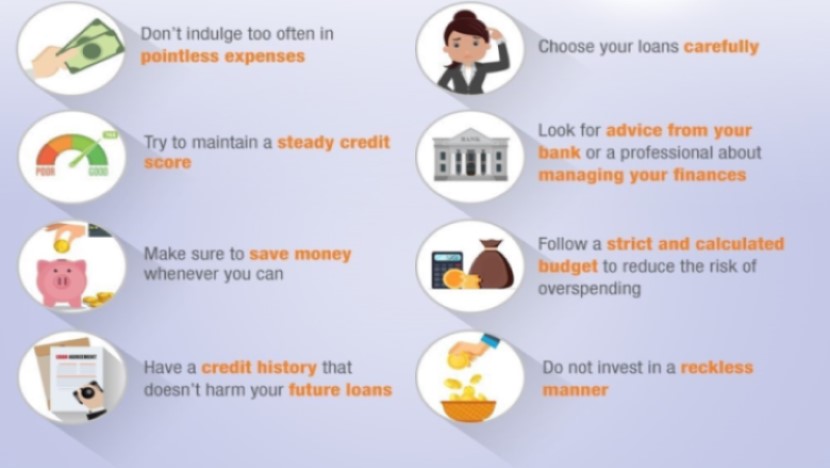 Don't indulge too often in
pointless expenses
Try to maintain a steady credit
score
POOR
GOOD
Make sure to save money
whenever you can
Have a credit history that
doesn't harm your future loans
Choose your loans carefully
BANK
Look for advice from your
bank or a professional about
managing your finances
Follow a strict and calculated
budget to reduce the risk of
overspending
Do not invest in a reckless
manner